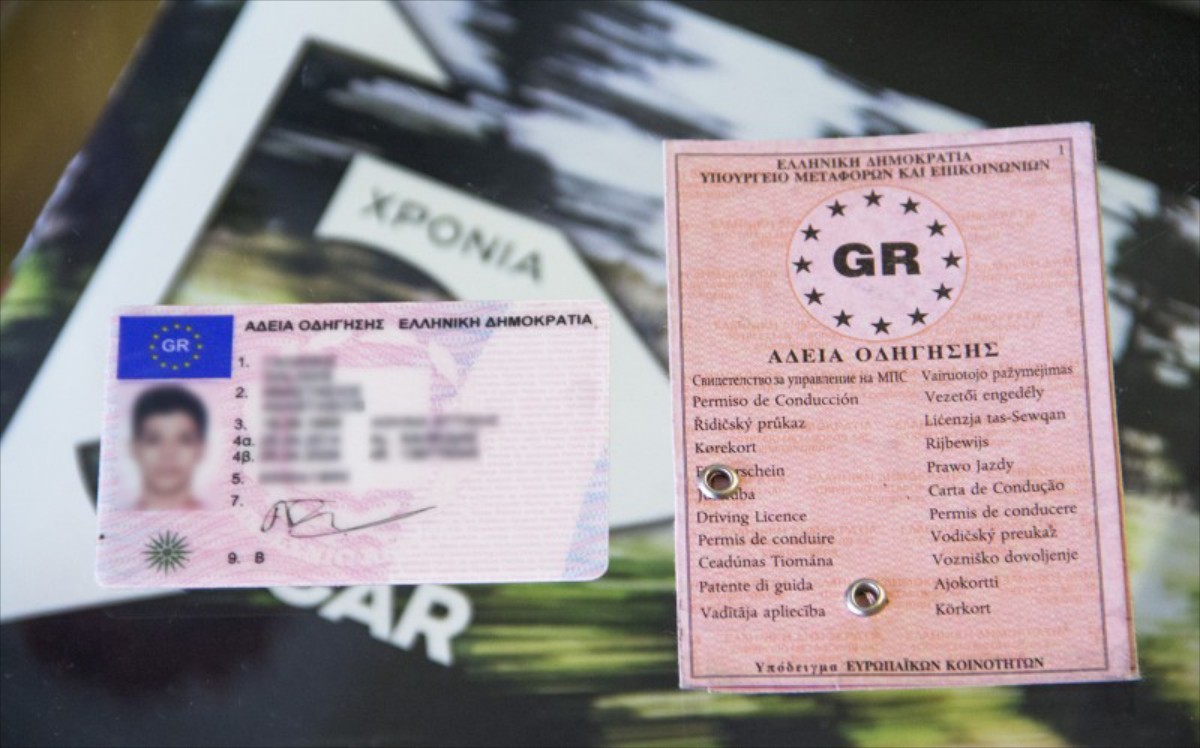 ΧΡΟΝΙΑ
CAR
GR
ΑΔΕΙΑ ΟΔΗΓΗΣΗΣ ΕΛΛΗΝΙΚΗ ΔΗΜΟΚΡΑΤΙΑ
1.
2.
3.
4α.
4β.
5.
7.
9. B
1
ΕΛΛΗΝΙΚΗ ΔΗΜΟΚΡΑΤΙΑ
ΥΠΟΥΡΓΕΙΟ ΜΕΤΑΦΟΡΩΝ ΚΑΙ ΕΠΙΚΟΙΝΩΝΙΩΝ
GR
ΑΔΕΙΑ ΟΔΗΓΗΣΗΣ
Свидетелство за управление на МПС Vairuotojo pažymėjimas
Permiso de Conducción Vezetői engedély
Řidičský průkaz Liċenzja tas-Sewqan
Kørekort Rijbewijs
Prawo Jazdy
Carta de Condução
Driving Licence Permis de conducere
Permis de conduire Vodičský preukaž
Ceadúnas Tiomána Vozniško dovoljenje
Patente di guida Ajokortti
Vadītāja apliecība Körkort
Υπόδειγμα ΕΥΡΩΠΑΪΚΩΝ ΚΟΙΝΟΤΗΤΩΝ